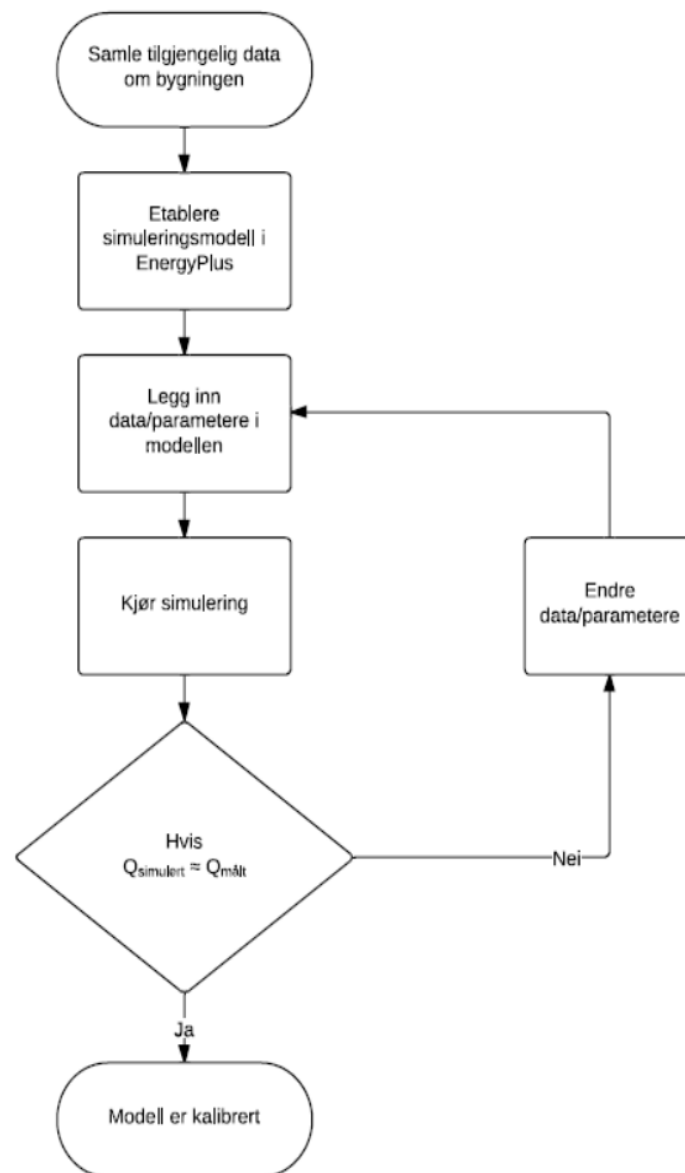 Samle tilgjengelig data
om bygningen
Etablere
simuleringsmodell i
EnergyPlus
Legg inn
data/parametere i
modellen
Kjør simulering
Endre
data/parametere
Hvis
Qsimulert = Qmålt
Nei
Ja
Modell er kalibrert